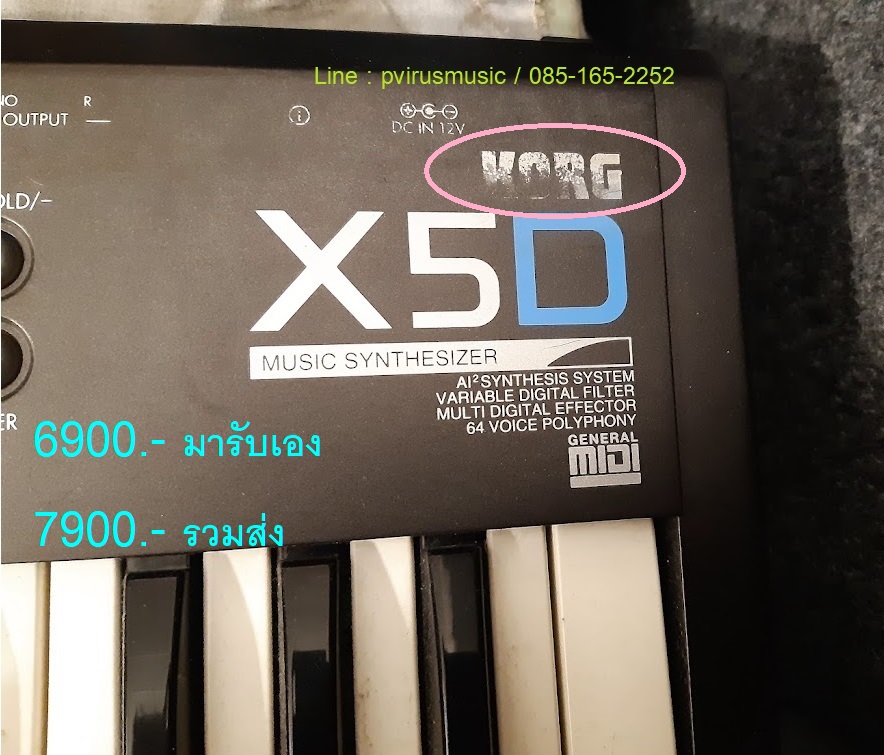 Line : pvirusmusic / 085-165-2252
NO R
OUTPUT
DC IN 12V
KORG
OLD/–
X5D
MUSIC SYNTHESIZER
AI² SYNTHESIS SYSTEM
VARIABLE DIGITAL FILTER
MULTI DIGITAL EFFECTOR
64 VOICE POLYPHONY
GENERAL
MIDI
ER
6900.- มารับเอง
7900.- รวมส่ง